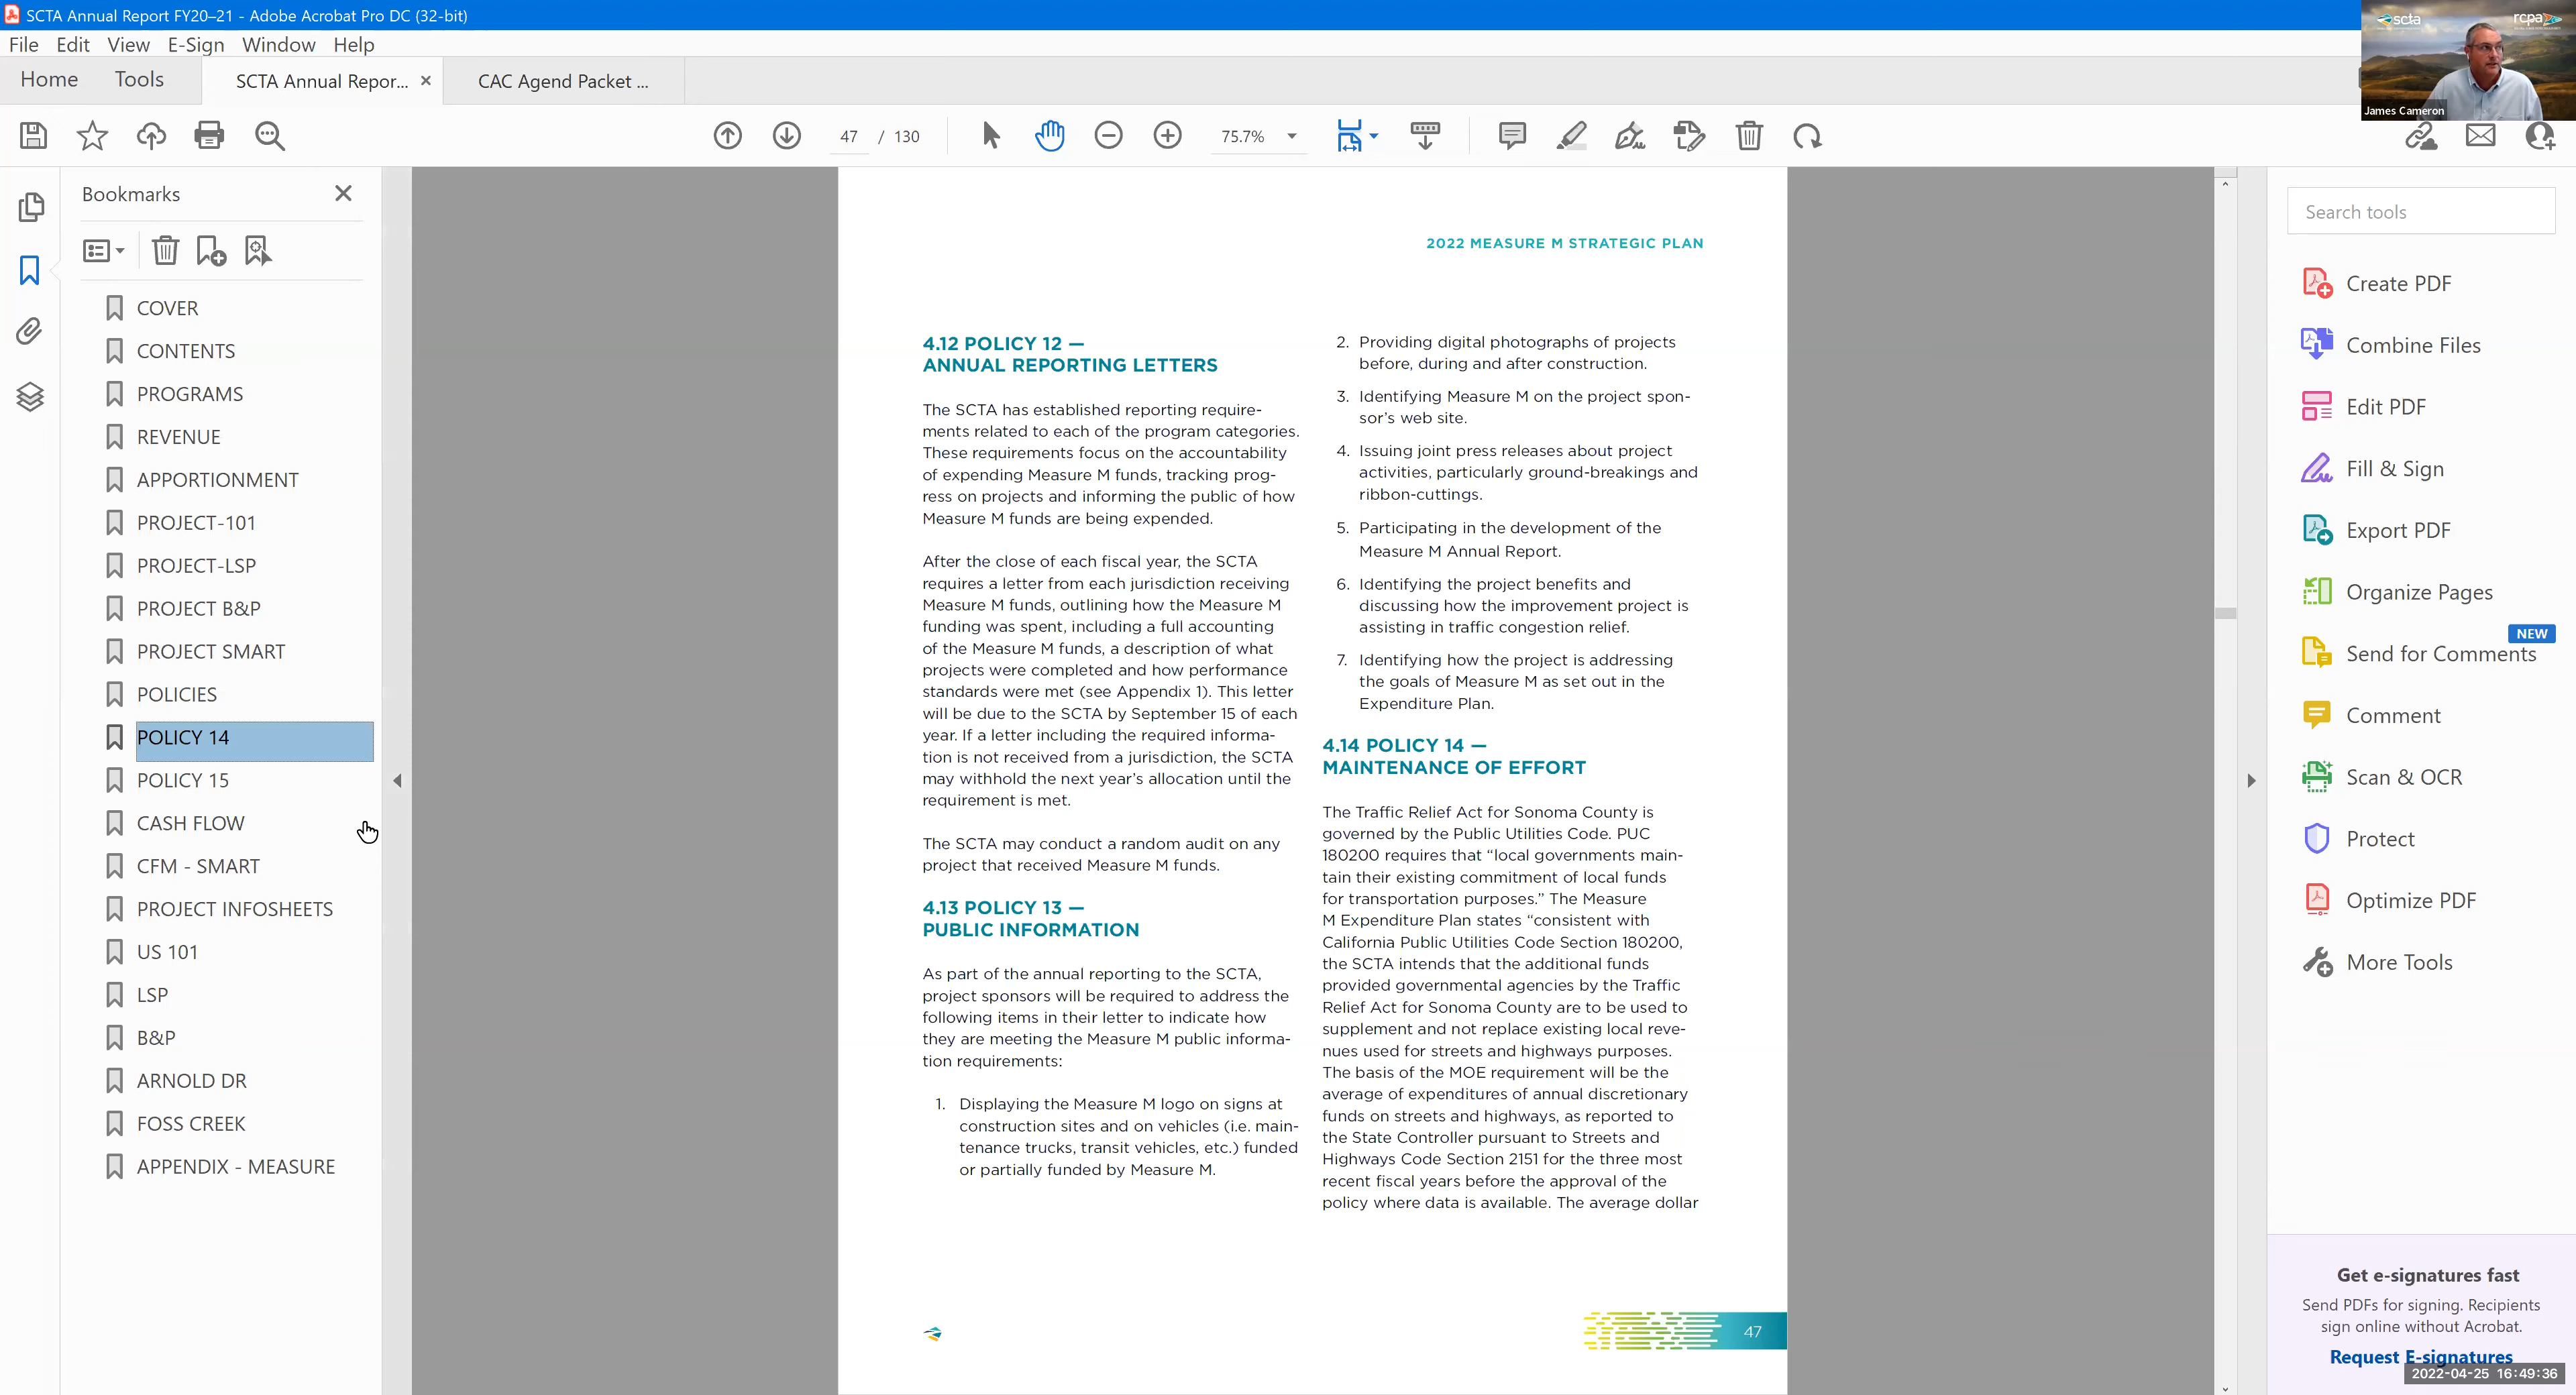 SCTA Annual Report FY20–21 - Adobe Acrobat Pro DC (32-bit)
File Edit View E-Sign Window Help
Home Tools SCTA Annual Repor... CAC Agend Packet ...
47 / 130 75.7%
scta rcpa
James Cameron
Bookmarks
COVER
CONTENTS
PROGRAMS
REVENUE
APPORTIONMENT
PROJECT-101
PROJECT-LSP
PROJECT B&P
PROJECT SMART
POLICIES
POLICY 14
POLICY 15
CASH FLOW
CFM - SMART
PROJECT INFOSHEETS
US 101
LSP
B&P
ARNOLD DR
FOSS CREEK
APPENDIX - MEASURE
2022 MEASURE M STRATEGIC PLAN
4.12 POLICY 12 —
ANNUAL REPORTING LETTERS
The SCTA has established reporting require-
ments related to each of the program categories.
These requirements focus on the accountability
of expending Measure M funds, tracking prog-
ress on projects and informing the public of how
Measure M funds are being expended.
After the close of each fiscal year, the SCTA
requires a letter from each jurisdiction receiving
Measure M funds, outlining how the Measure M
funding was spent, including a full accounting
of the Measure M funds, a description of what
projects were completed and how performance
standards were met (see Appendix 1). This letter
will be due to the SCTA by September 15 of each
year. If a letter including the required informa-
tion is not received from a jurisdiction, the SCTA
may withhold the next year's allocation until the
requirement is met.
The SCTA may conduct a random audit on any
project that received Measure M funds.
4.13 POLICY 13 —
PUBLIC INFORMATION
As part of the annual reporting to the SCTA,
project sponsors will be required to address the
following items in their letter to indicate how
they are meeting the Measure M public informa-
tion requirements:
1. Displaying the Measure M logo on signs at
construction sites and on vehicles (i.e. main-
tenance trucks, transit vehicles, etc.) funded
or partially funded by Measure M.
2. Providing digital photographs of projects
before, during and after construction.
3. Identifying Measure M on the project spon-
sor's web site.
4. Issuing joint press releases about project
activities, particularly ground-breakings and
ribbon-cuttings.
5. Participating in the development of the
Measure M Annual Report.
6. Identifying the project benefits and
discussing how the improvement project is
assisting in traffic congestion relief.
7. Identifying how the project is addressing
the goals of Measure M as set out in the
Expenditure Plan.
4.14 POLICY 14 —
MAINTENANCE OF EFFORT
The Traffic Relief Act for Sonoma County is
governed by the Public Utilities Code. PUC
180200 requires that “local governments main-
tain their existing commitment of local funds
for transportation purposes.” The Measure
M Expenditure Plan states “consistent with
California Public Utilities Code Section 180200,
the SCTA intends that the additional funds
provided governmental agencies by the Traffic
Relief Act for Sonoma County are to be used to
supplement and not replace existing local reve-
nues used for streets and highways purposes.
The basis of the MOE requirement will be the
average of expenditures of annual discretionary
funds on streets and highways, as reported to
the State Controller pursuant to Streets and
Highways Code Section 2151 for the three most
recent fiscal years before the approval of the
policy where data is available. The average dollar
47
Search tools
Create PDF
Combine Files
Edit PDF
Fill & Sign
Export PDF
Organize Pages
NEW
Send for Comments
Comment
Scan & OCR
Protect
Optimize PDF
More Tools
Get e-signatures fast
Send PDFs for signing. Recipients
sign online without Acrobat.
Request E-signatures
2022-04-25 16:49:36